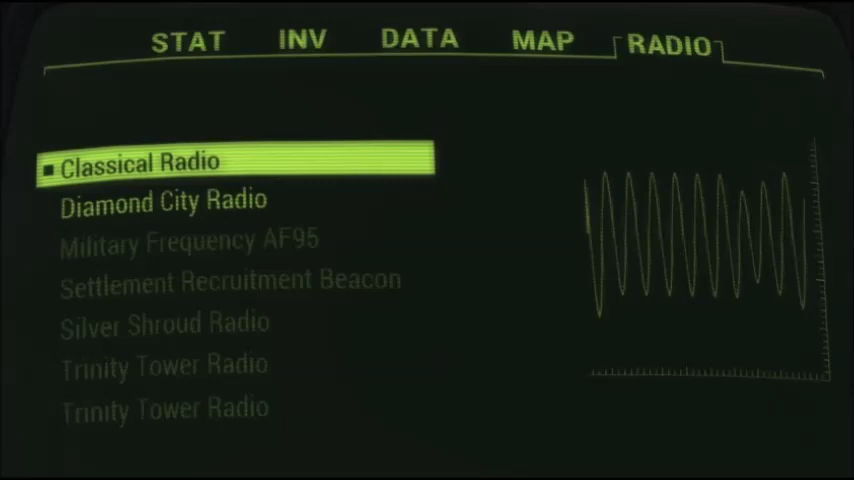 STAT INV DATA MAP RADIO
Classical Radio
Diamond City Radio
Military Frequency AF95
Settlement Recruitment Beacon
Silver Shroud Radio
Trinity Tower Radio
Trinity Tower Radio